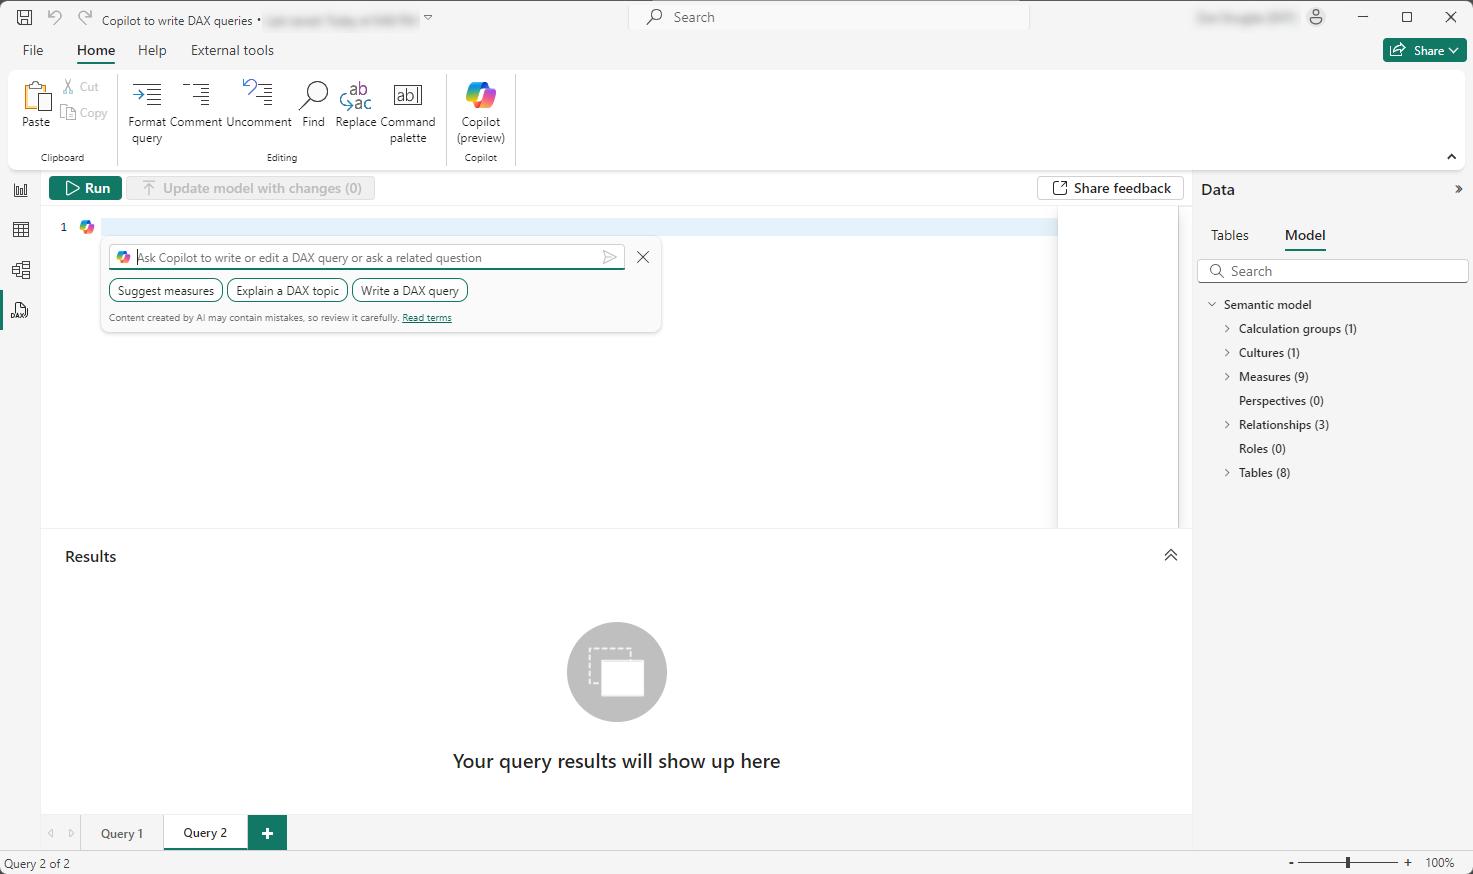 Copilot to write DAX queries •
Search
File
Home
Help
External tools
Share
Paste
Cut
Copy
Clipboard
Format query
Comment
Uncomment
Find
ab
ac
Replace
ab
Command palette
Editing
Copilot (preview)
Copilot
Run
Update model with changes (0)
Share feedback
1
Ask Copilot to write or edit a DAX query or ask a related question
Suggest measures
Explain a DAX topic
Write a DAX query
Content created by AI may contain mistakes, so review it carefully. Read terms
DAX
Data
Tables
Model
Search
Semantic model
Calculation groups (1)
Cultures (1)
Measures (9)
Perspectives (0)
Relationships (3)
Roles (0)
Tables (8)
Results
Your query results will show up here
Query 1
Query 2
+
Query 2 of 2
- + 100%